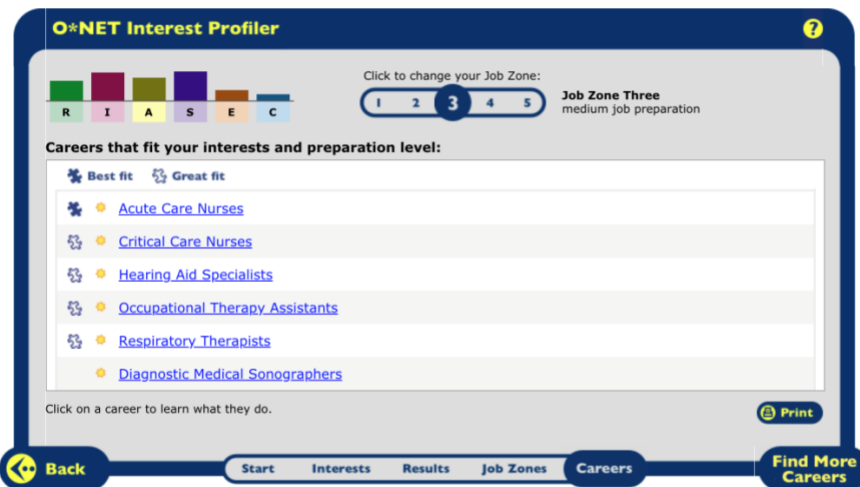 O*NET Interest Profiler
?
Click to change your Job Zone:
1 2 3 4 5
Job Zone Three
medium job preparation
R I A S E C
Careers that fit your interests and preparation level:
Best fit Great fit
Acute Care Nurses
Critical Care Nurses
Hearing Aid Specialists
Occupational Therapy Assistants
Respiratory Therapists
Diagnostic Medical Sonographers
Click on a career to learn what they do.
Print
Back
Start Interests Results Job Zones Careers
Find More
Careers